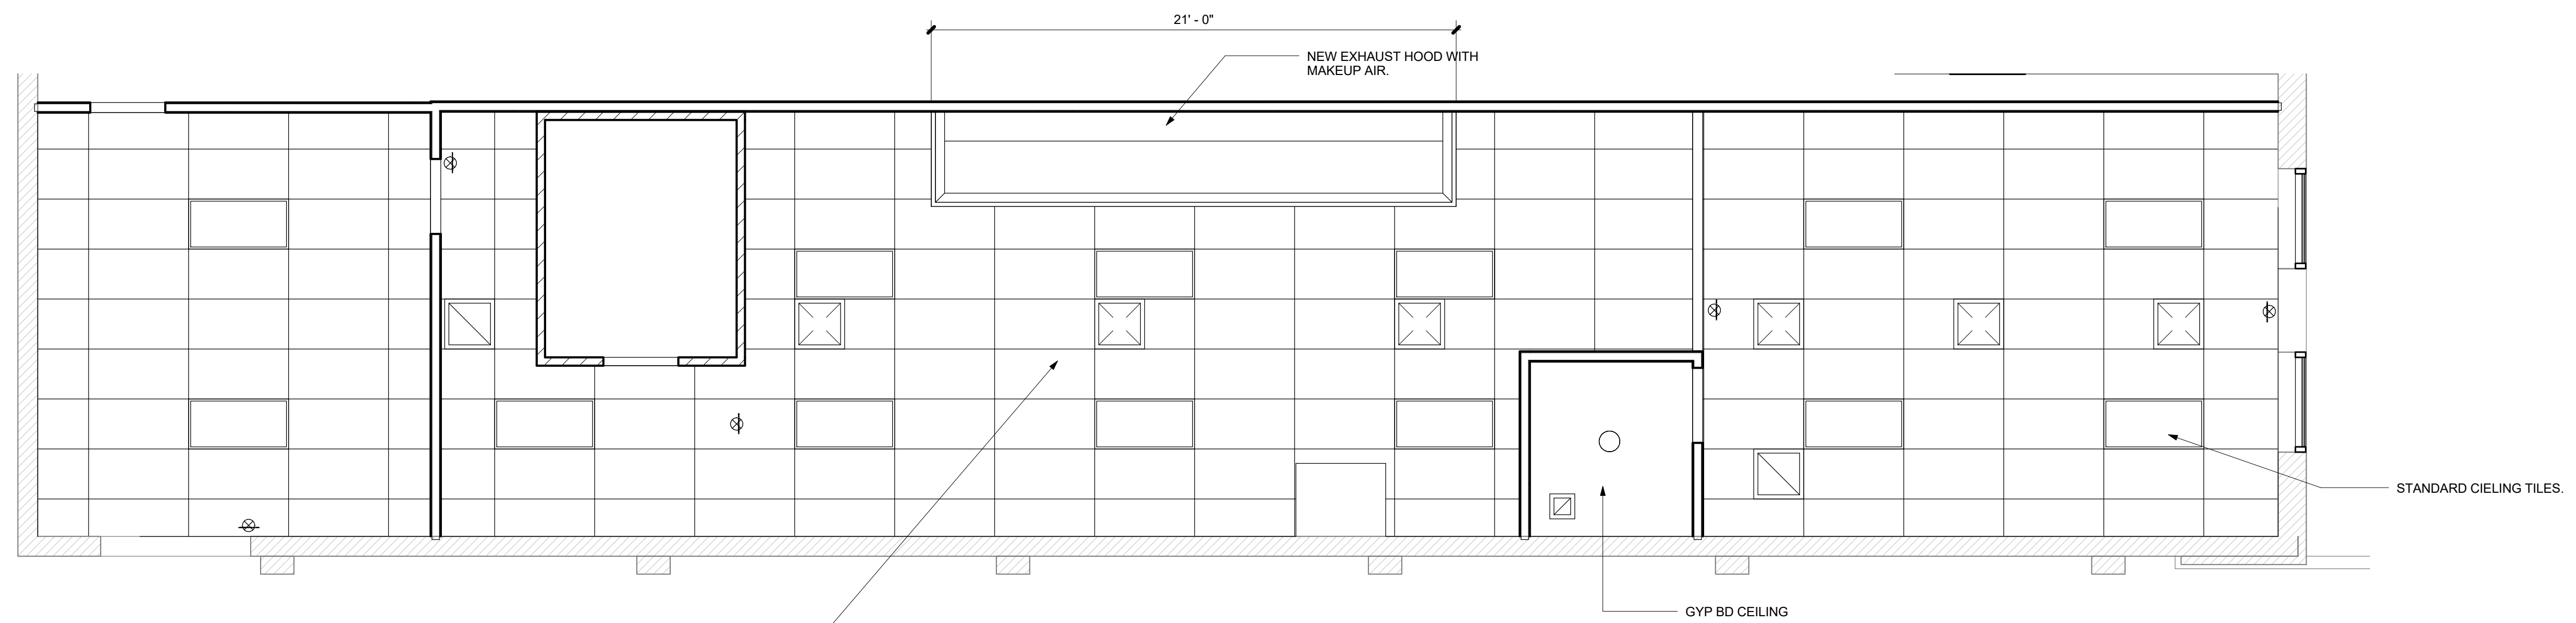 21' - 0"
NEW EXHAUST HOOD WITH
MAKEUP AIR.
STANDARD CIELING TILES.
GYP BD CEILING